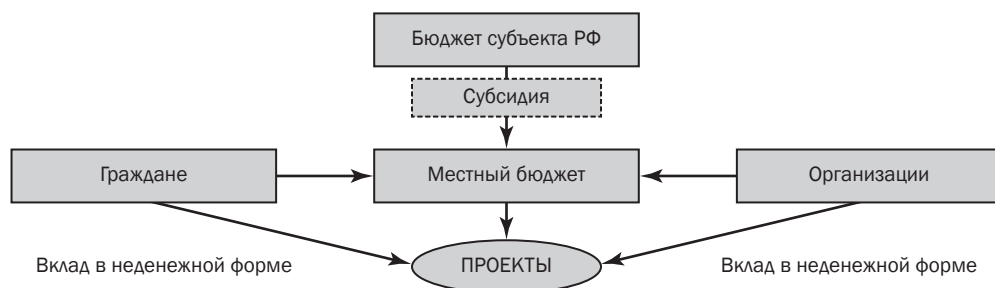 Бюджет субъекта РФ
Субсидия
Граждане
Местный бюджет
Организации
Вклад в неденежной форме
ПРОЕКТЫ
Вклад в неденежной форме